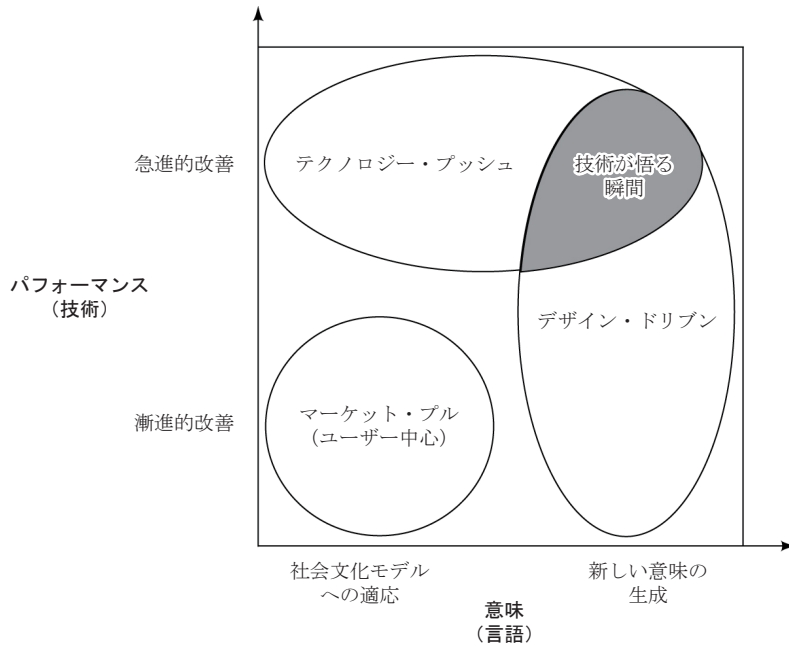 急進的改善
テクノロジー・プッシュ
技術が悟る
瞬間
パフォーマンス
（技術）
デザイン・ドリブン
漸進的改善
マーケット・プル
（ユーザー中心）
社会文化モデル
への適応
新しい意味の
生成
意味
（言語）